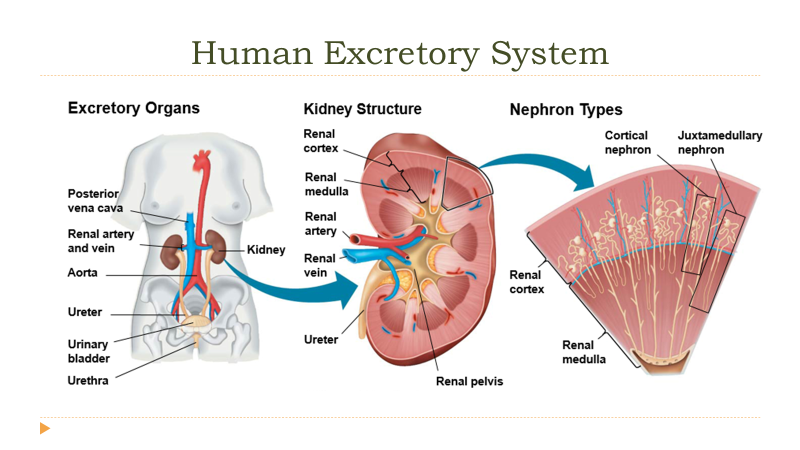 Human Excretory System
Excretory Organs
Posterior
vena cava
Renal artery
and vein
Aorta
Ureter
Urinary
bladder
Urethra
Kidney
Kidney Structure
Renal
cortex
Renal
medulla
Renal
artery
Renal
vein
Ureter
Renal pelvis
Nephron Types
Cortical
nephron
Juxtamedullary
nephron
Renal
cortex
Renal
medulla